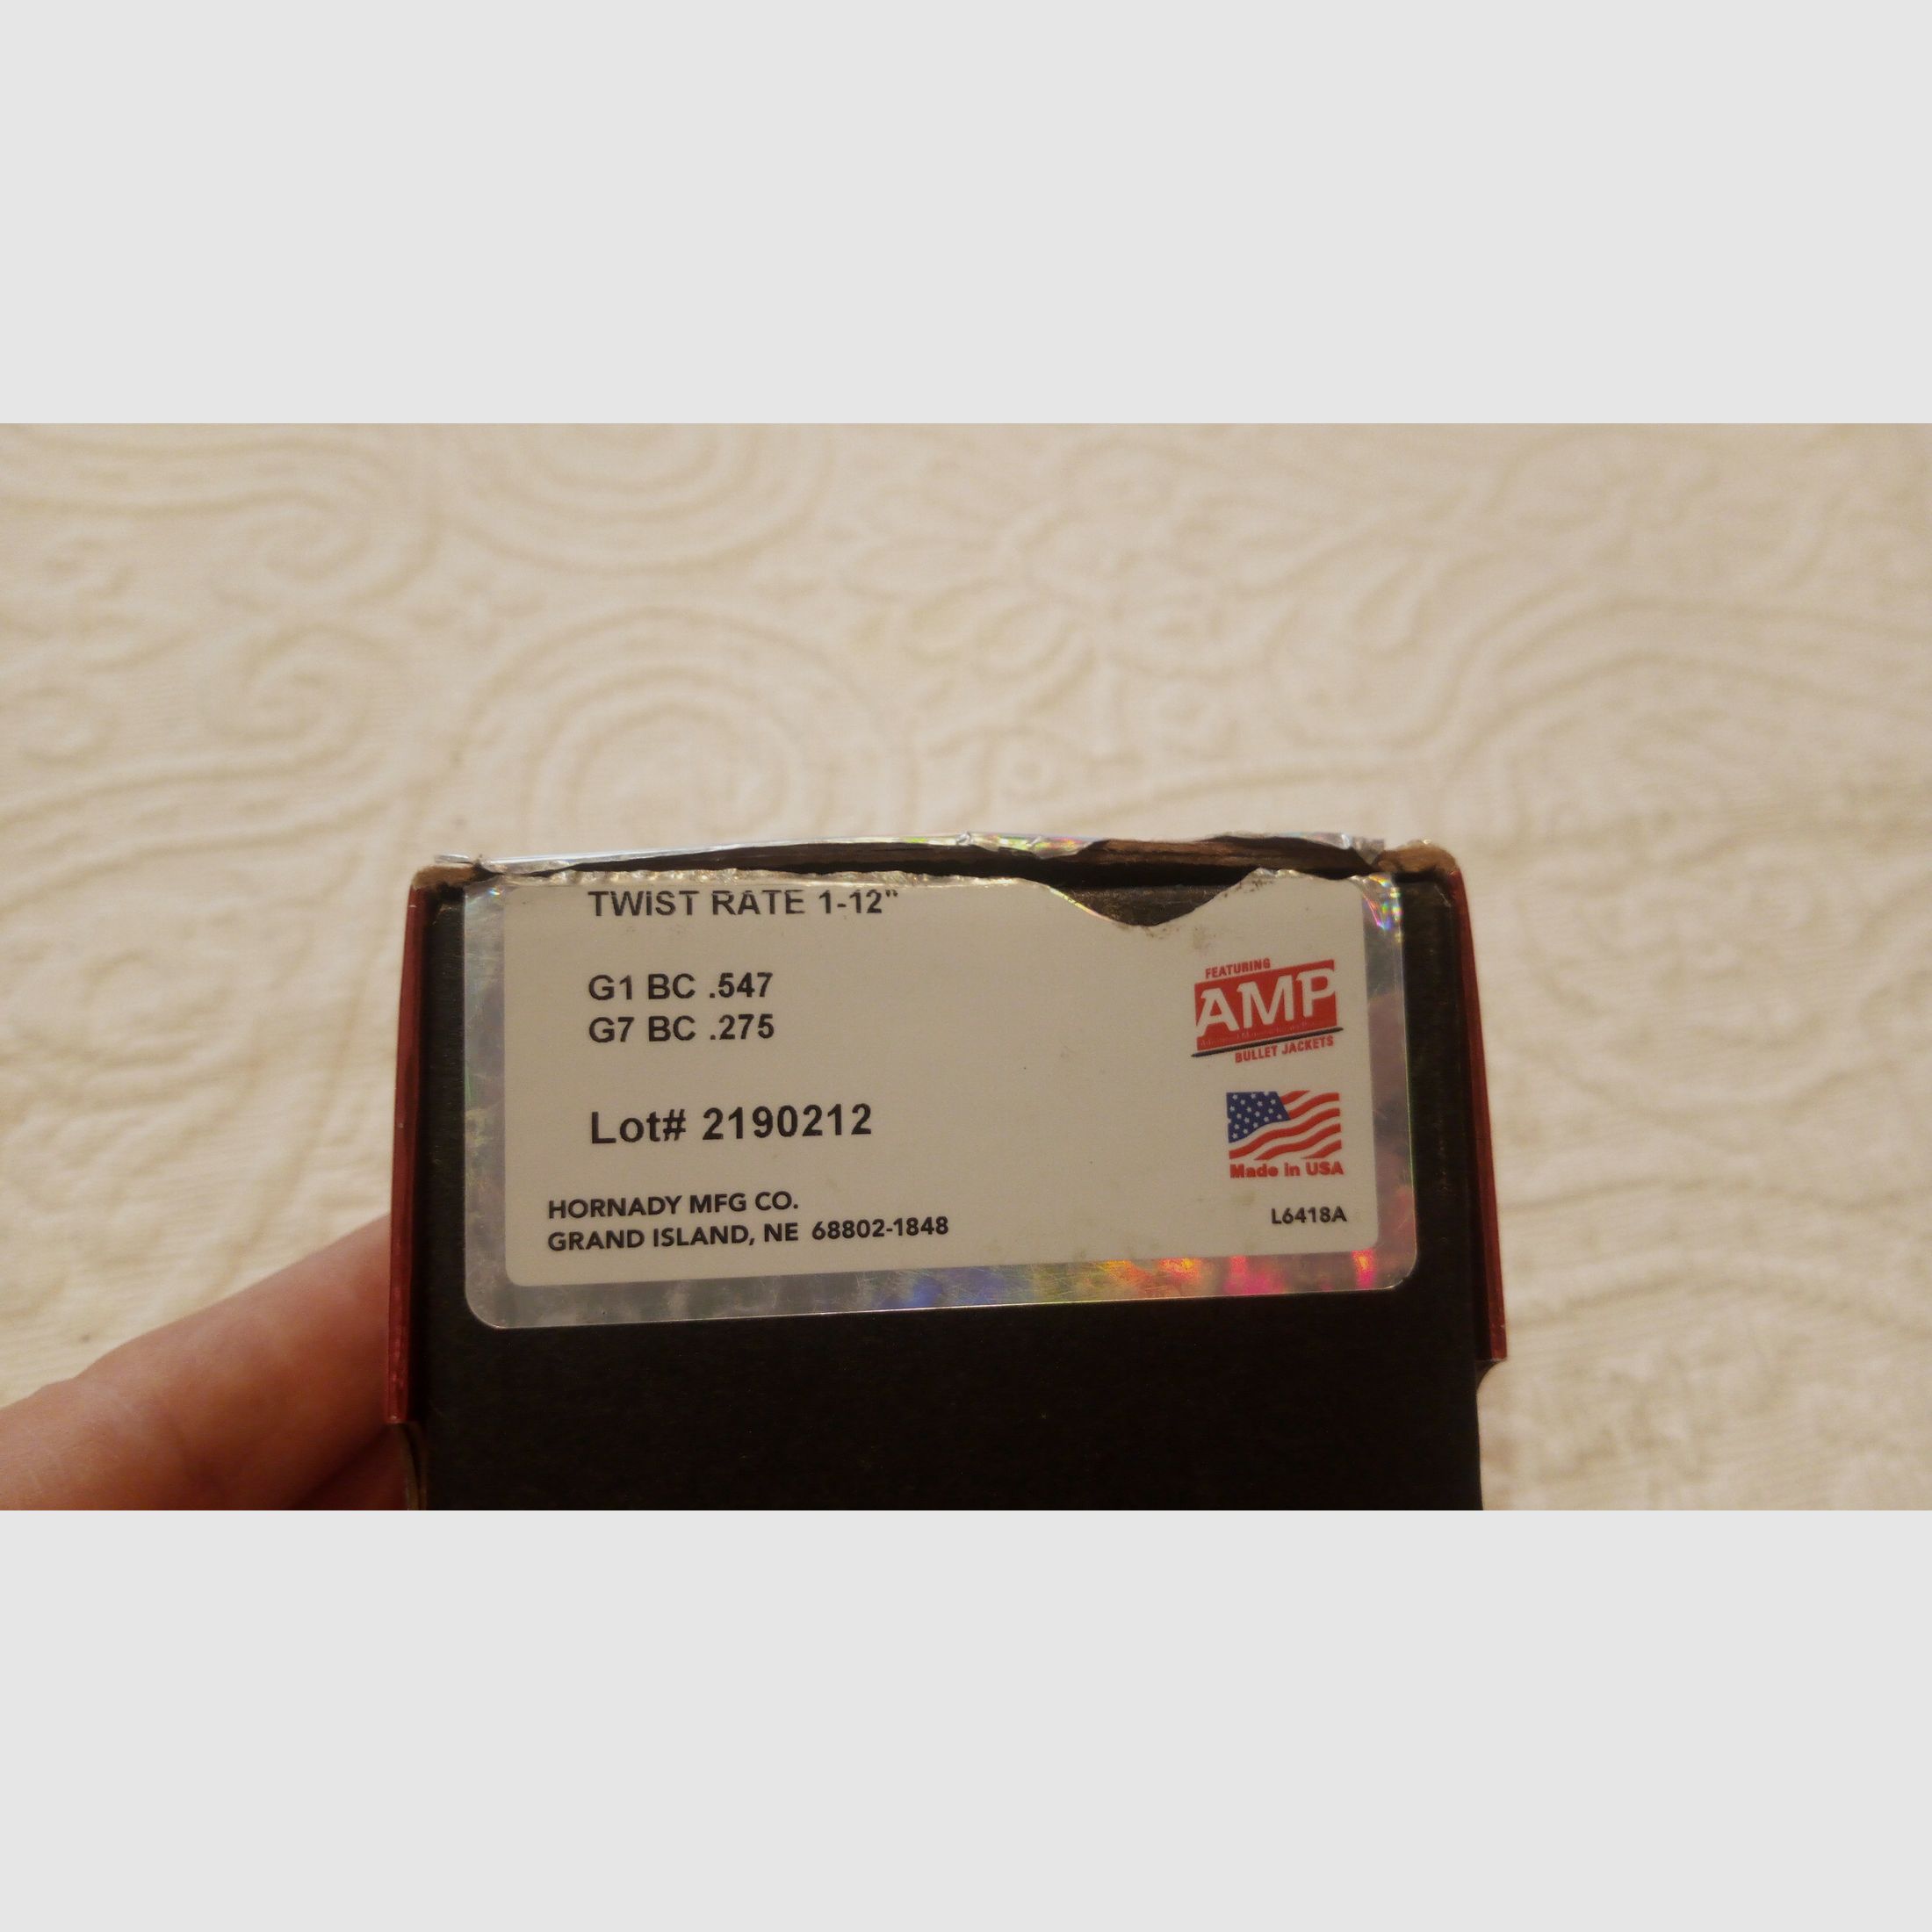 TWIST RATE 1-12"
G1 BC .547
G7 BC .275
Lot# 2190212
HORNADY MFG CO.
GRAND ISLAND, NE 68802-1848
FEATURING
AMP
BULLET JACKETS
Made in USA
L6418A